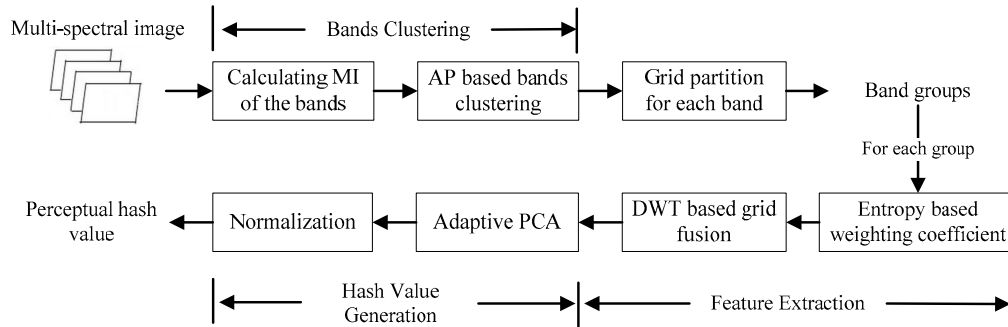 Multi-spectral image
Bands Clustering
Calculating MI
of the bands
AP based bands
clustering
Grid partition
for each band
Band groups
For each group
Perceptual hash
value
Normalization
Adaptive PCA
DWT based grid
fusion
Entropy based
weighting coefficient
Hash Value
Generation
Feature Extraction